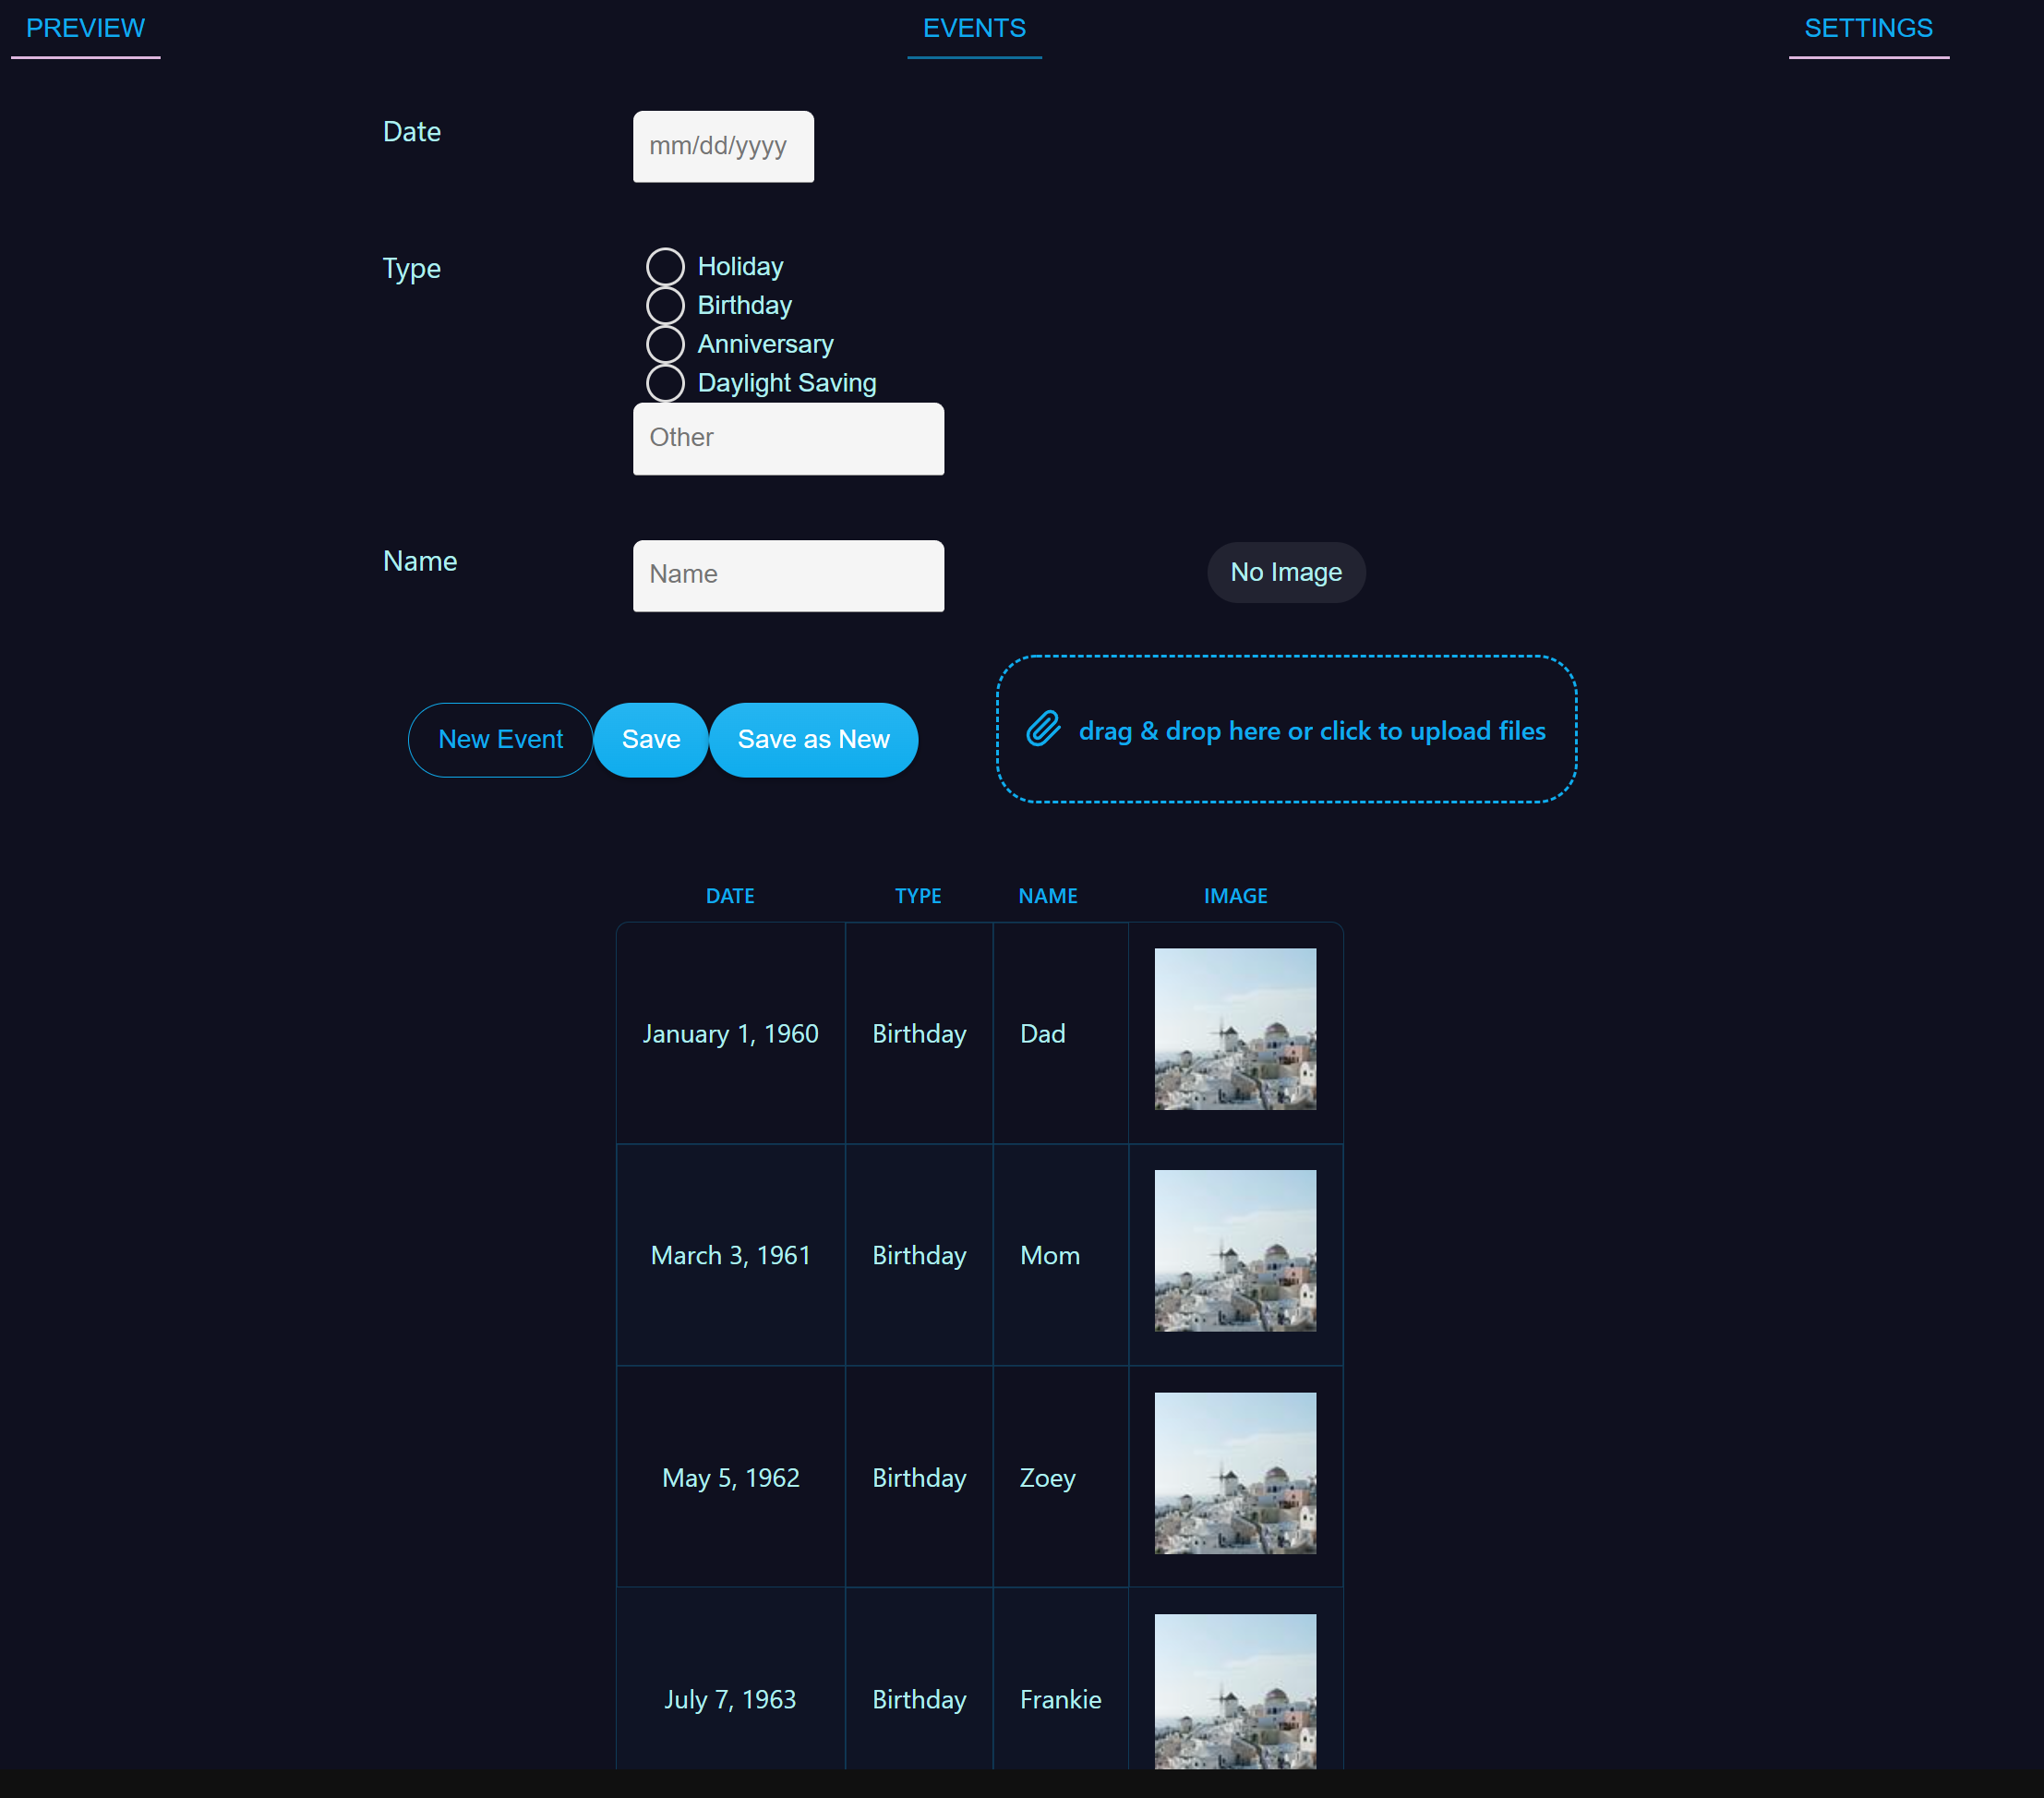 PREVIEW EVENTS SETTINGS
Date mm/dd/yyyy
Type
Holiday
Birthday
Anniversary
Daylight Saving
Other
Name Name No Image
New Event Save Save as New drag & drop here or click to upload files
DATE TYPE NAME IMAGE
January 1, 1960 Birthday Dad
March 3, 1961 Birthday Mom
May 5, 1962 Birthday Zoey
July 7, 1963 Birthday Frankie